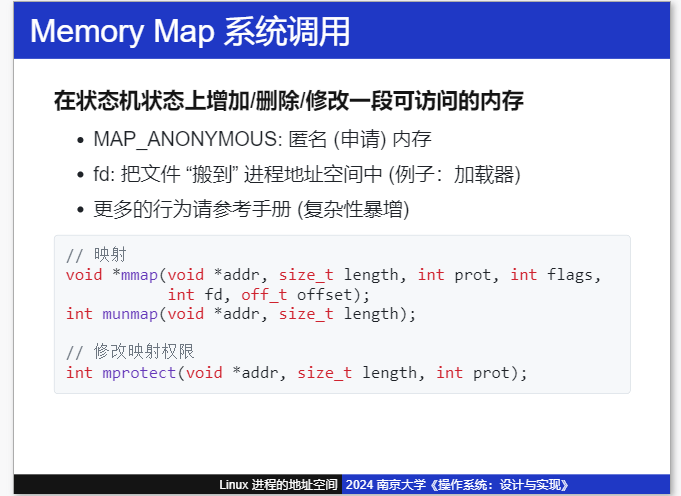 Memory Map 系统调用
在状态机状态上增加/删除/修改一段可访问的内存
• MAP_ANONYMOUS: 匿名 (申请) 内存
• fd: 把文件 “搬到” 进程地址空间中 (例子：加载器)
• 更多的行为请参考手册 (复杂性暴增)
// 映射
void *mmap(void *addr, size_t length, int prot, int flags,
           int fd, off_t offset);
int munmap(void *addr, size_t length);
// 修改映射权限
int mprotect(void *addr, size_t length, int prot);
Linux 进程的地址空间 2024 南京大学《操作系统：设计与实现》